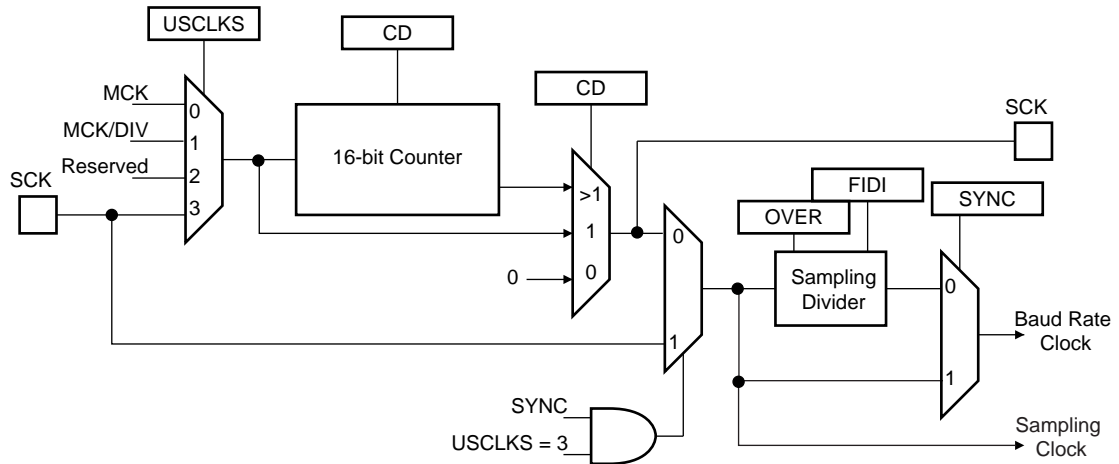 USCLKS
CD
CD
MCK
0
MCK/DIV
1
16-bit Counter
SCK
Reserved
2
SCK
3
>1
FIDI
OVER
SYNC
1
0
0
0
Sampling
Divider
0
Baud Rate
Clock
1
1
SYNC
USCLKS = 3
Sampling
Clock